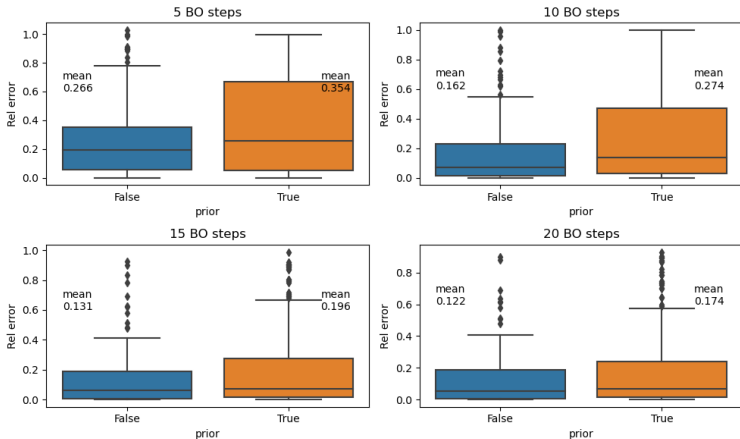 5 BO steps
1.0
0.8
0.6
0.4
0.2
0.0
Rel error
mean
0.266
mean
0.354
False
True
prior
10 BO steps
1.0
0.8
0.6
0.4
0.2
0.0
Rel error
mean
0.162
mean
0.274
False
True
prior
15 BO steps
1.0
0.8
0.6
0.4
0.2
0.0
Rel error
mean
0.131
mean
0.196
False
True
prior
20 BO steps
0.8
0.6
0.4
0.2
0.0
Rel error
mean
0.122
mean
0.174
False
True
prior